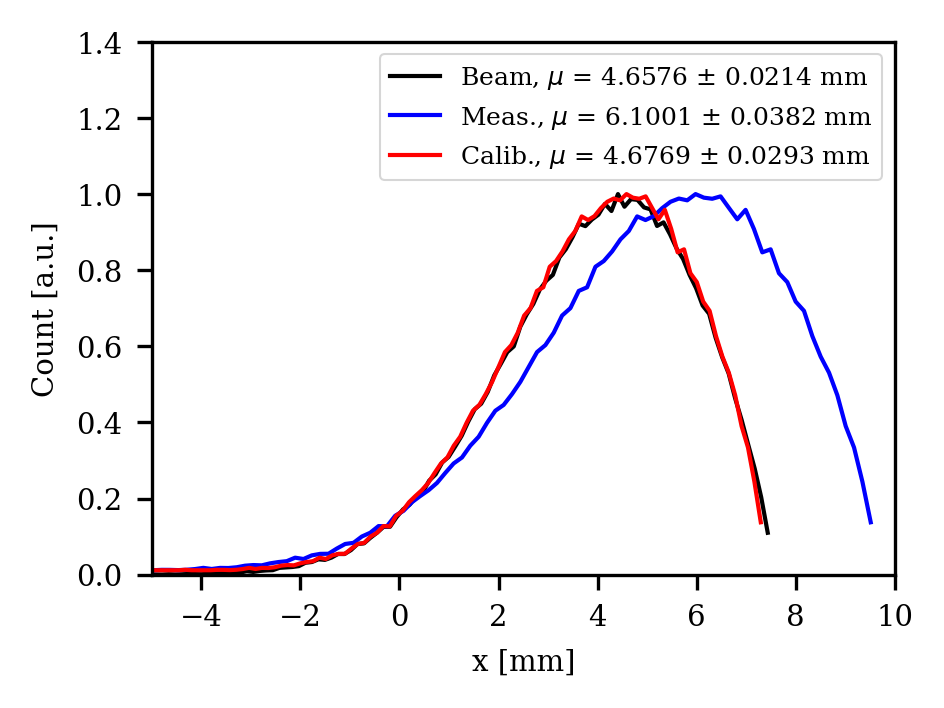 1.4
1.2
1.0
0.8
0.6
0.4
0.2
0.0
Count [a.u.]
Beam, μ = 4.6576 ± 0.0214 mm
Meas., μ = 6.1001 ± 0.0382 mm
Calib., μ = 4.6769 ± 0.0293 mm
−4 −2 0 2 4 6 8 10
x [mm]